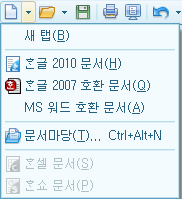 새 탭(B)
한글 2010 문서(H)
한글 2007 호환 문서(Q)
MS 워드 호환 문서(A)
문서마당(T)... Ctrl+Alt+N
한셀 문서(S)
한쇼 문서(P)